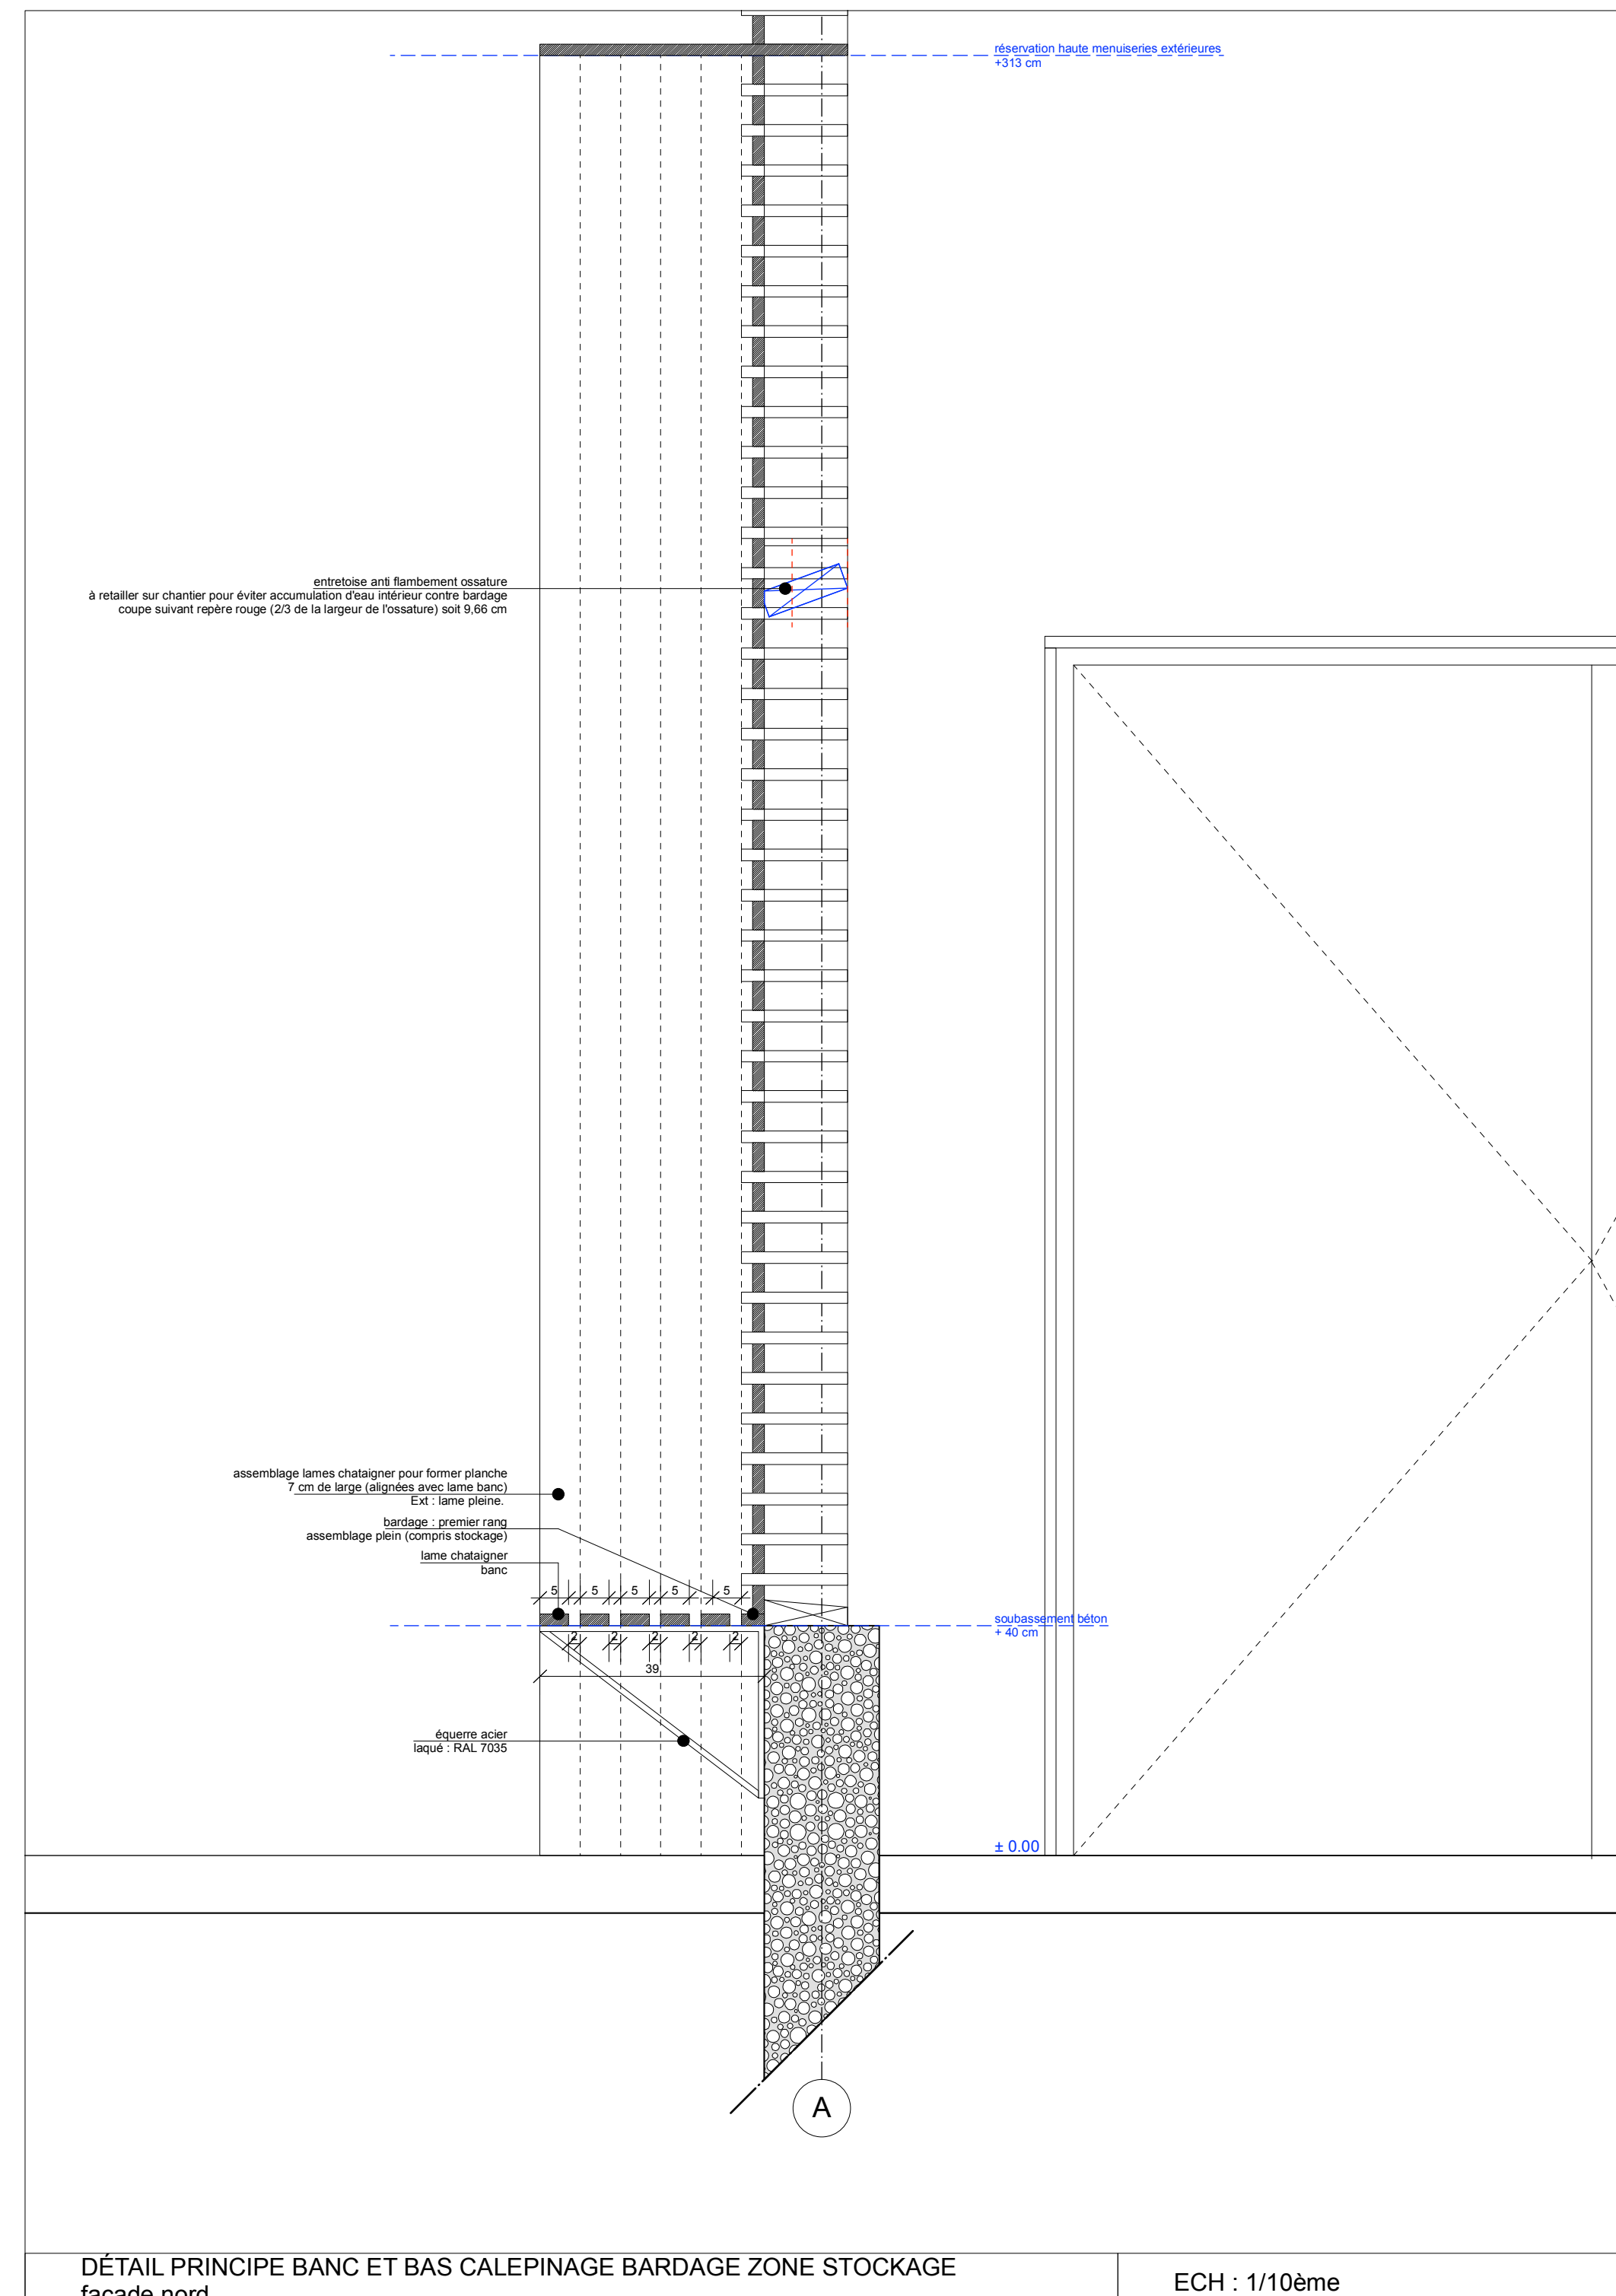 réservation haute menuiseries extérieures
+313 cm
entretoise anti flambement ossature
à retailler sur chantier pour éviter accumulation d'eau intérieur contre bardage
coupe suivant repère rouge (2/3 de la largeur de l'ossature) soit 9,66 cm
assemblage lames chataigner pour former planche
7 cm de large (alignées avec lame banc)
Ext : lame pleine.
bardage : premier rang
assemblage plein (compris stockage)
lame chataigner
banc
5 5 5 5 5
soubassement béton
+ 40 cm
2 2 2 2 2
39
équerre acier
laqué : RAL 7035
± 0.00
A
DÉTAIL PRINCIPE BANC ET BAS CALEPINAGE BARDAGE ZONE STOCKAGE
façade nord
ECH : 1/10ème